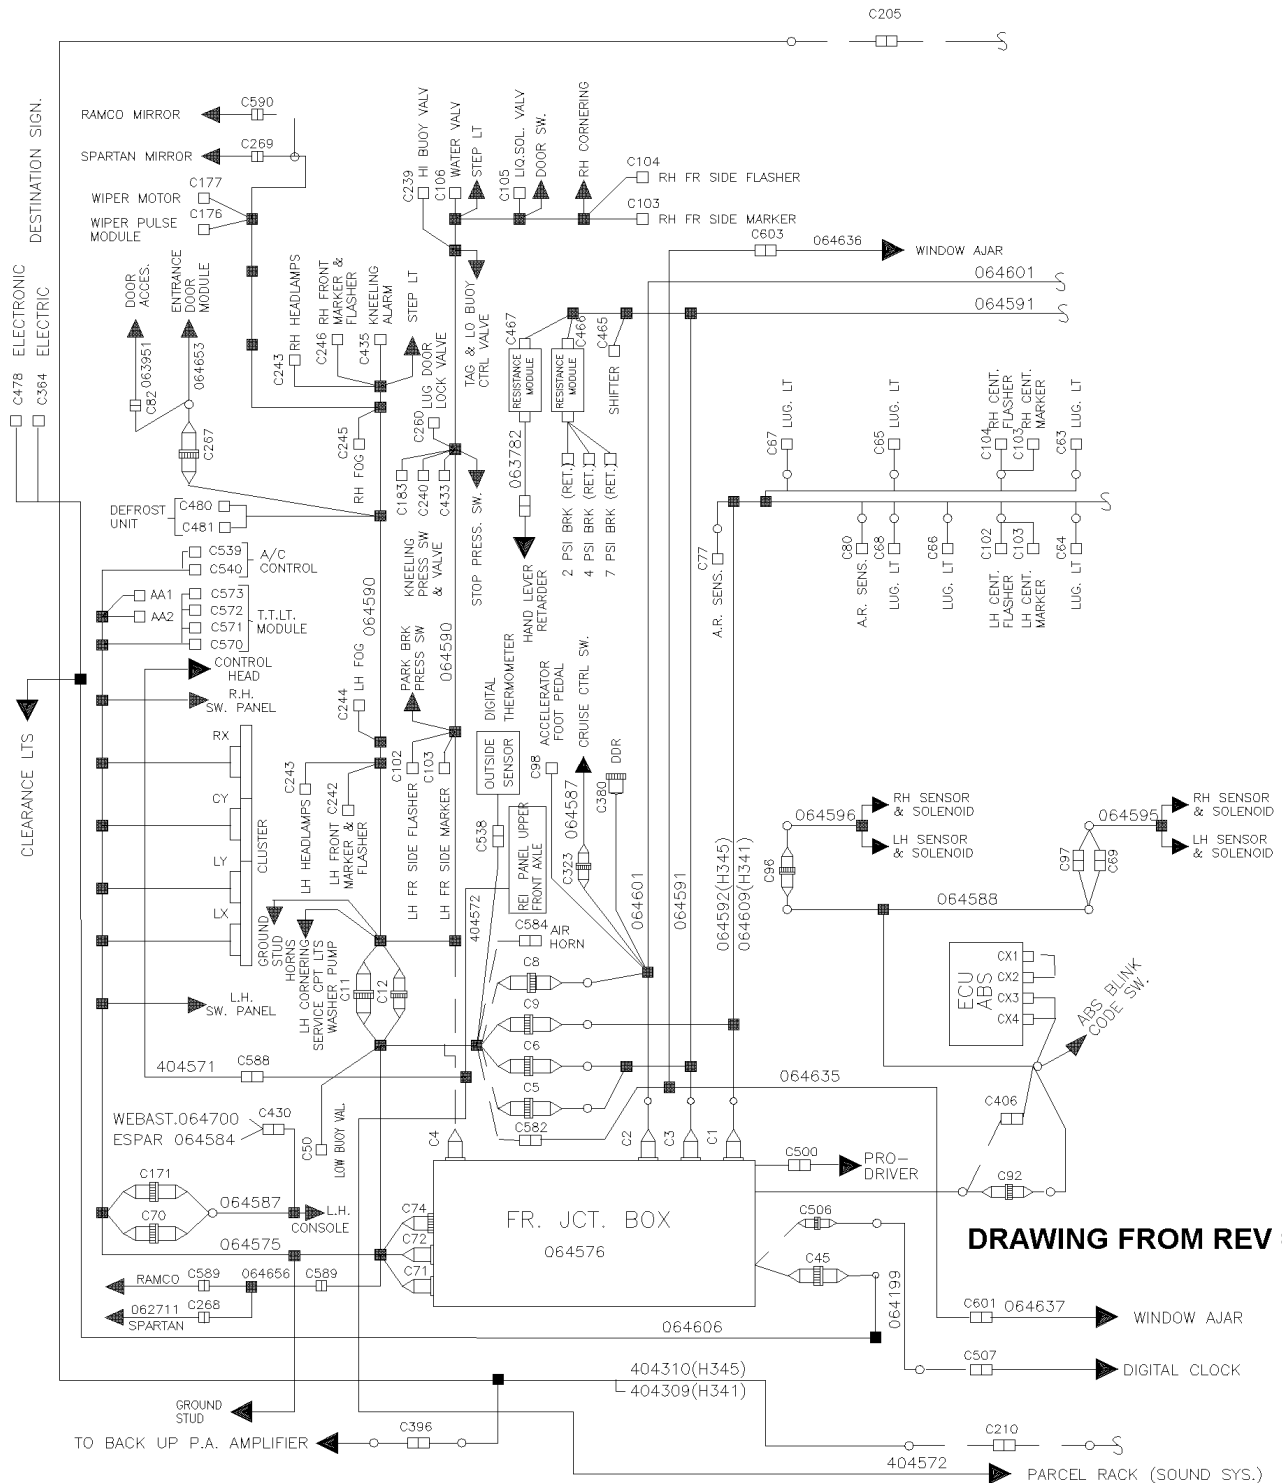 C205
C590
RAMCO MIRROR
C269
SPARTAN MIRROR
C177
WIPER MOTOR
C176
WIPER PULSE
MODULE
C478 ELECTRONIC
C364 ELECTRIC
DESTINATION SIGN.
DOOR
ACCES.
ENTRANCE
DOOR
MODULE
C82
063951
064653
C267
C243
RH HEADLAMPS
C246
RH FRONT
MARKER &
FLASHER
C435
KNEELING
ALARM
STEP LT
C239
HI BUOY VALV
C106
WATER VALV
STEP LT
C105
LIQ.SOL. VALV
DOOR SW.
RH CORNERING
C104
RH FR SIDE FLASHER
C103
RH FR SIDE MARKER
C603
064636
WINDOW AJAR
064601
064591
TAG & LO BUOY
CTRL VALVE
C260
LUG DOOR
LOCK VALVE
C467
RESISTANCE
MODULE
C466
RESISTANCE
MODULE
C465
SHIFTER
063782
2 PSI BRK (RET.)
4 PSI BRK (RET.)
7 PSI BRK (RET)
HAND LEVER
RETARDER
C245
RH FOG
C183
C240
C433
KNEELING
PRESS SW
& VALVE
STOP PRESS. SW.
DEFROST
UNIT
C480
C481
C539
C540
A/C
CONTROL
AA1
AA2
C573
C572
C571
C570
T.T.LT.
MODULE
064590
064590
C67
LUG. LT
C65
LUG. LT
C104
RH CENT.
FLASHER
C103
RH CENT.
MARKER
C63
LUG. LT
C77
A.R. SENS.
C80
A.R. SENS.
C68
LUG. LT
C66
LUG. LT
C102
LH CENT.
FLASHER
C103
LH CENT.
MARKER
C64
LUG. LT
CONTROL
HEAD
R.H.
SW. PANEL
CLEARANCE LTS
RX
CY
LY
LX
CLUSTER
C244
LH FOG
PARK BRK
PRESS SW
DIGITAL
THERMOMETER
OUTSIDE
SENSOR
C98
ACCELERATOR
FOOT PEDAL
CRUISE CTRL SW.
C380
DDR
C243
LH HEADLAMPS
C242
LH FRONT
MARKER &
FLASHER
C102
LH FR SIDE FLASHER
C103
LH FR SIDE MARKER
C538
REI PANEL UPPER
FRONT AXLE
C323
064587
404572
064601
064591
064592(H345)
064609(H341)
064596
RH SENSOR
& SOLENOID
LH SENSOR
& SOLENOID
C96
064595
RH SENSOR
& SOLENOID
LH SENSOR
& SOLENOID
C97
C69
064588
GROUND
STUD
HORNS
LH CORNERING
SERVICE CPT LTS
WASHER PUMP
C11
C12
C584
AIR
HORN
C8
C9
C6
C5
C582
ECU
ABS
CX1
CX2
CX3
CX4
ABS BLINK
CODE SW.
L.H.
SW. PANEL
404571
C588
064635
C406
WEBAST.064700
ESPAR 064584
C430
C50
LOW BUOY VAL.
C4
C2
C3
C1
C500
PRO-
DRIVER
C92
C171
C70
064587
L.H.
CONSOLE
C74
C72
C71
FR. JCT. BOX
064576
C506
C45
064199
DRAWING FROM REV
064575
RAMCO
C589
064656
C589
062711
SPARTAN
C268
064606
C601
064637
WINDOW AJAR
C507
DIGITAL CLOCK
404310(H345)
404309(H341)
GROUND
STUD
TO BACK UP P.A. AMPLIFIER
C396
C210
404572
PARCEL RACK (SOUND SYS.)